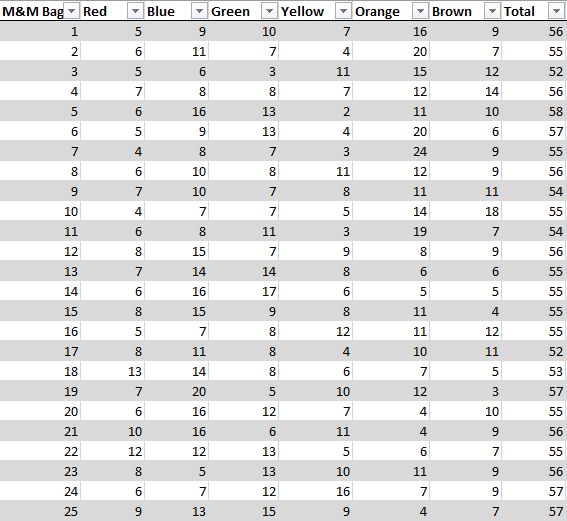 M&M Bag Red Blue Green Yellow Orange Brown Total
1 5 9 10 7 16 9 56
2 6 11 7 4 20 7 55
3 5 6 3 11 15 12 52
4 7 8 8 7 12 14 56
5 6 16 13 2 11 10 58
6 5 9 13 4 20 6 57
7 4 8 7 3 24 9 55
8 6 10 8 11 12 9 56
9 7 10 7 8 11 11 54
10 4 7 7 5 14 18 55
11 6 8 11 3 19 7 54
12 8 15 7 9 8 9 56
13 7 14 14 8 6 6 55
14 6 16 17 6 5 5 55
15 8 15 9 8 11 4 55
16 5 7 8 12 11 12 55
17 8 11 8 4 10 11 52
18 13 14 8 6 7 5 53
19 7 20 5 10 12 3 57
20 6 16 12 7 4 10 55
21 10 16 6 11 4 9 56
22 12 12 13 5 6 7 55
23 8 5 13 10 11 9 56
24 6 7 12 16 7 9 57
25 9 13 15 9 4 7 57